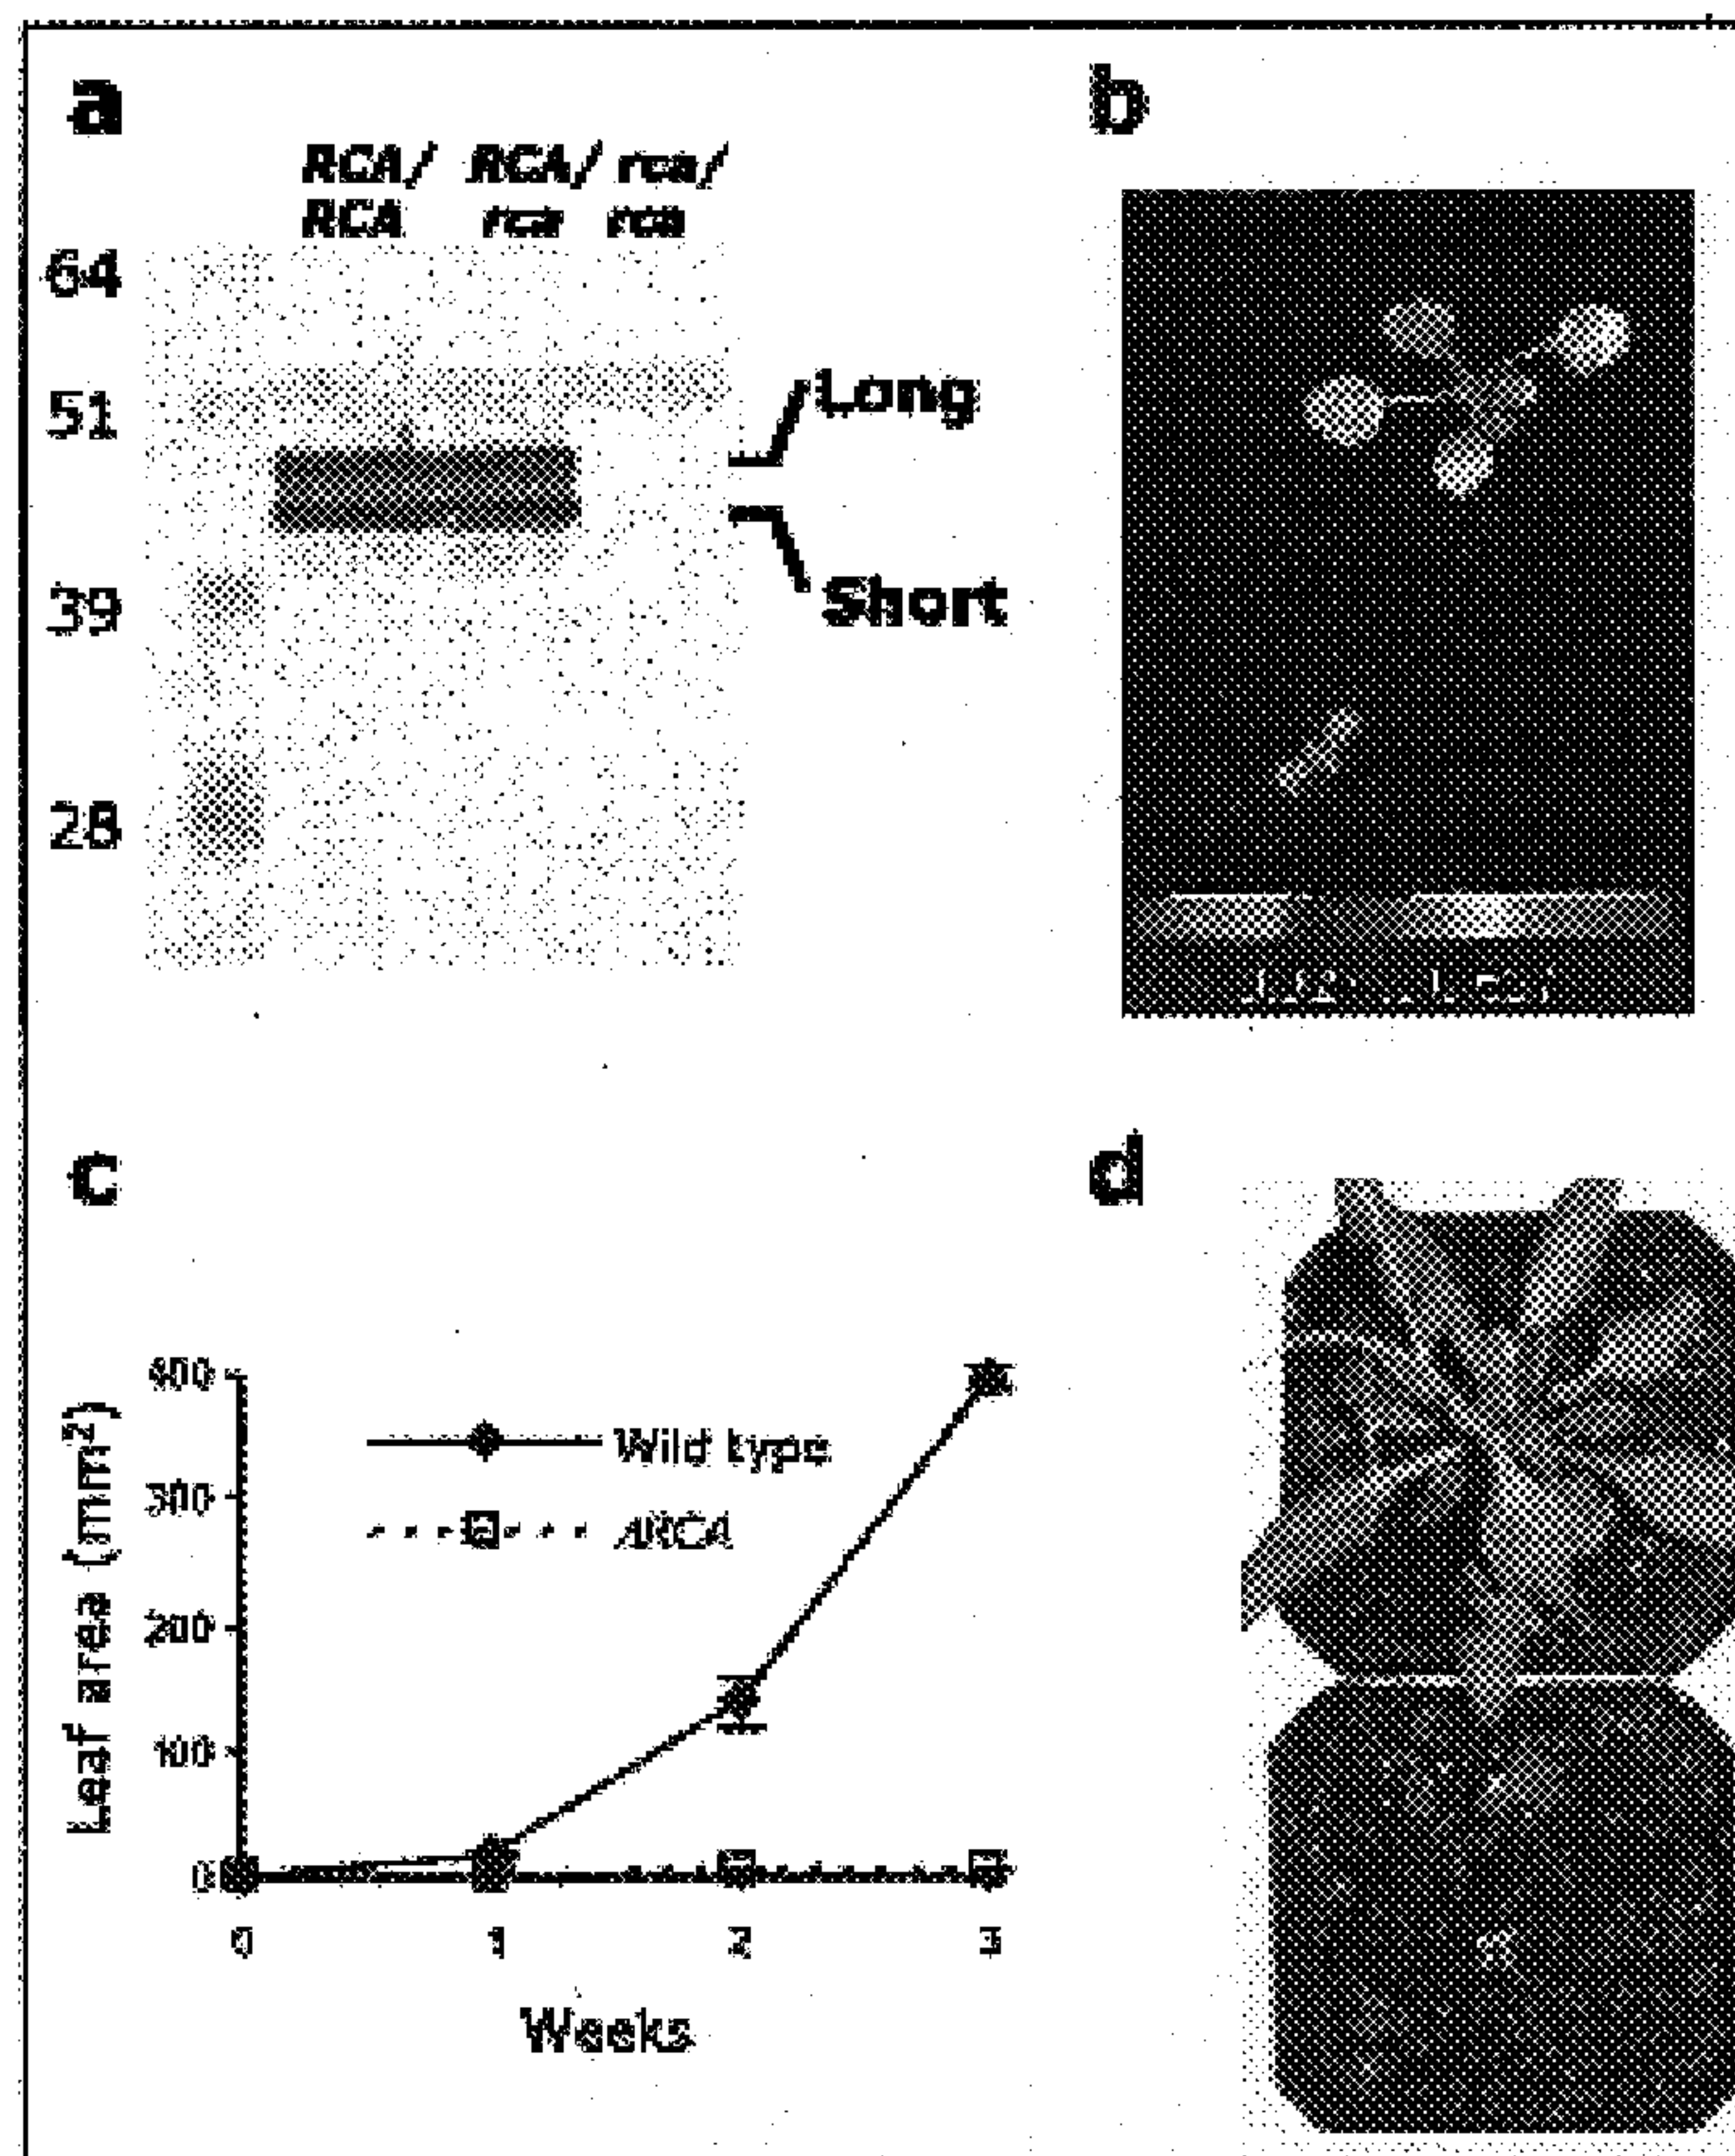 a
b
RCA/ RCA/ rca/
RCA rca rca
64
51
39
28
Long
Short
c
d
Leaf area (mm²)
400
300
200
100
0
Wild type
ΔRCA
0 1 2 3
Weeks